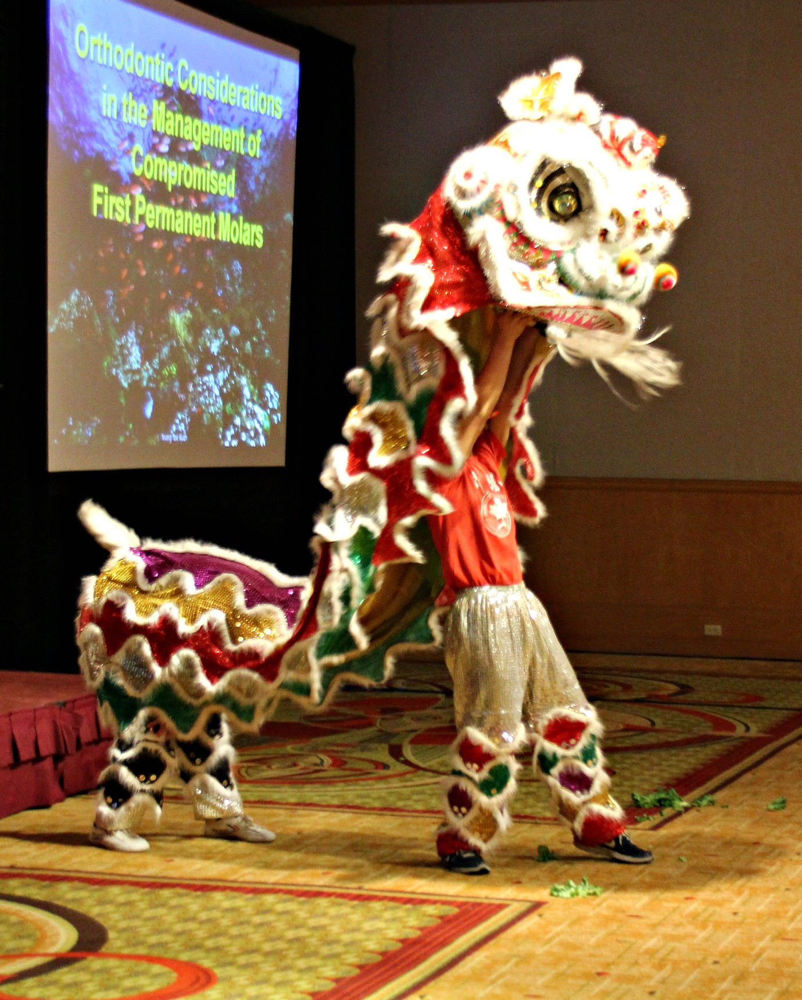 Orthodontic Considerations
in the Management of
Compromised
First Permanent Molars